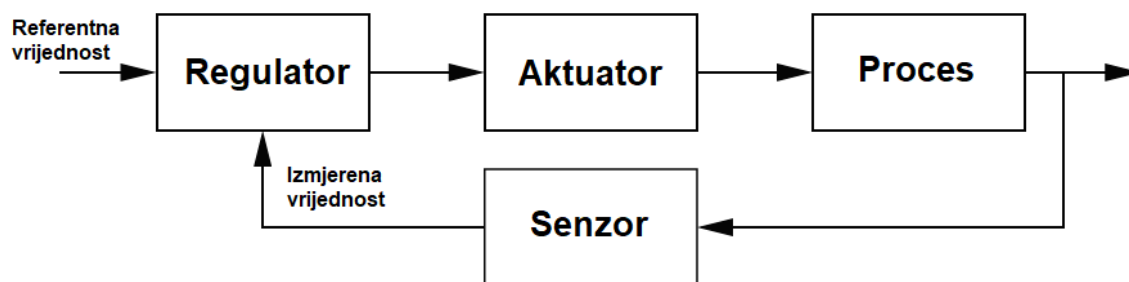 Referentna
vrijednost
Regulator
Aktuator
Proces
Izmjerena
vrijednost
Senzor